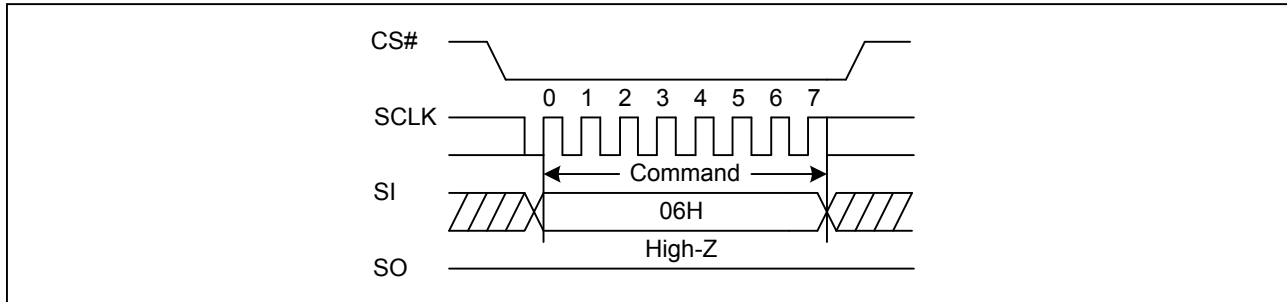 CS#
0 1 2 3 4 5 6 7
SCLK
Command
SI
06H
High-Z
SO